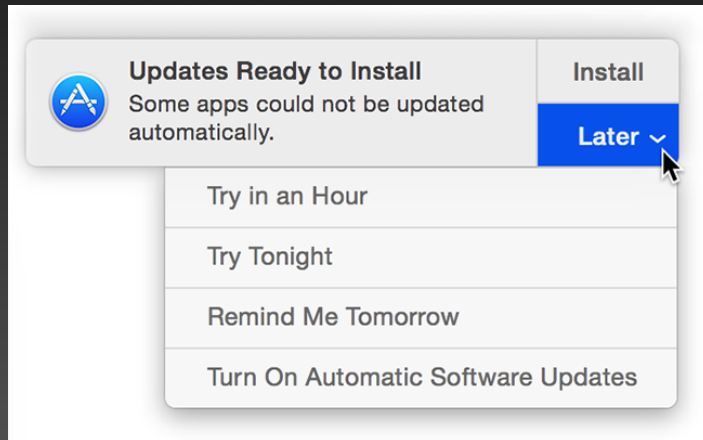 Updates Ready to Install
Some apps could not be updated
automatically.
Install
Later
Try in an Hour
Try Tonight
Remind Me Tomorrow
Turn On Automatic Software Updates